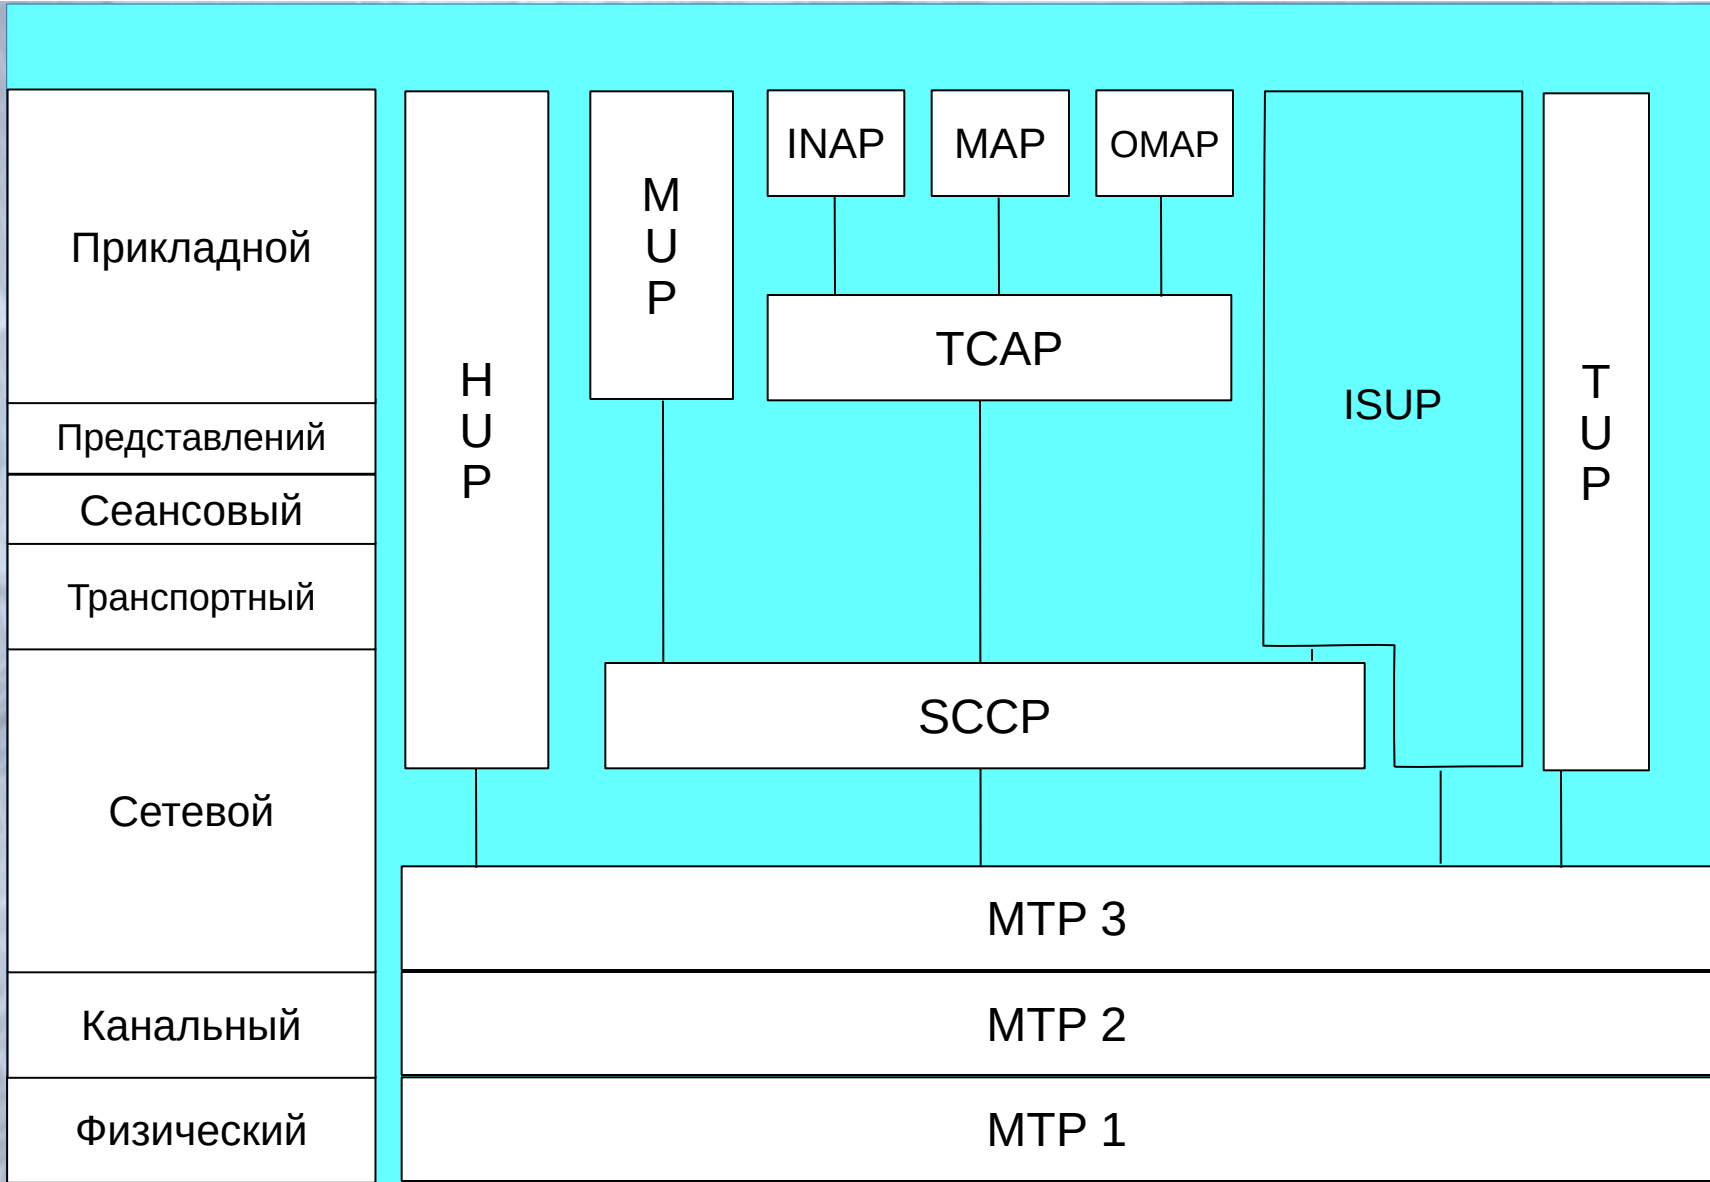 Прикладной
Представлений
Сеансовый
Транспортный
Сетевой
Канальный
Физический
H
U
P
M
U
P
INAP
MAP
OMAP
TCAP
ISUP
T
U
P
SCCP
MTP 3
MTP 2
MTP 1